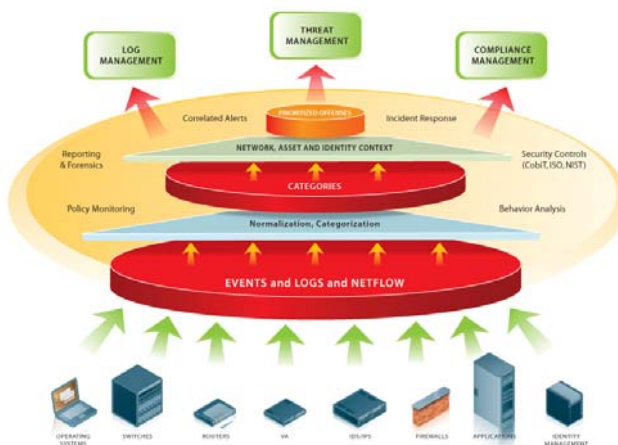 LOG
MANAGEMENT
THREAT
MANAGEMENT
COMPLIANCE
MANAGEMENT
Correlated Alerts
PRIORITIZED OFFENSES
Incident Response
Reporting
& Forensics
NETWORK, ASSET AND IDENTITY CONTEXT
Security Controls
(CobiT, ISO, NIST)
CATEGORIES
Policy Monitoring
Normalization, Categorization
Behavior Analysis
EVENTS and LOGS and NETFLOW
OPERATING
SYSTEMS
SWITCHES
ROUTERS
VA
IDS/IPS
FIREWALLS
APPLICATIONS
IDENTITY
MANAGEMENT